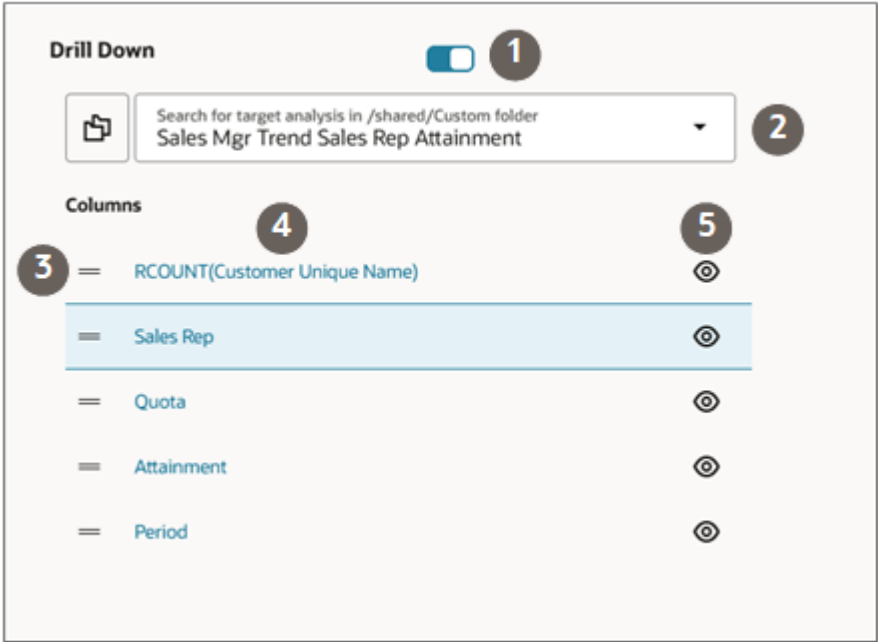 Drill Down
1
Search for target analysis in /shared/Custom folder
Sales Mgr Trend Sales Rep Attainment
2
Columns
4
5
3
RCOUNT(Customer Unique Name)
Sales Rep
Quota
Attainment
Period